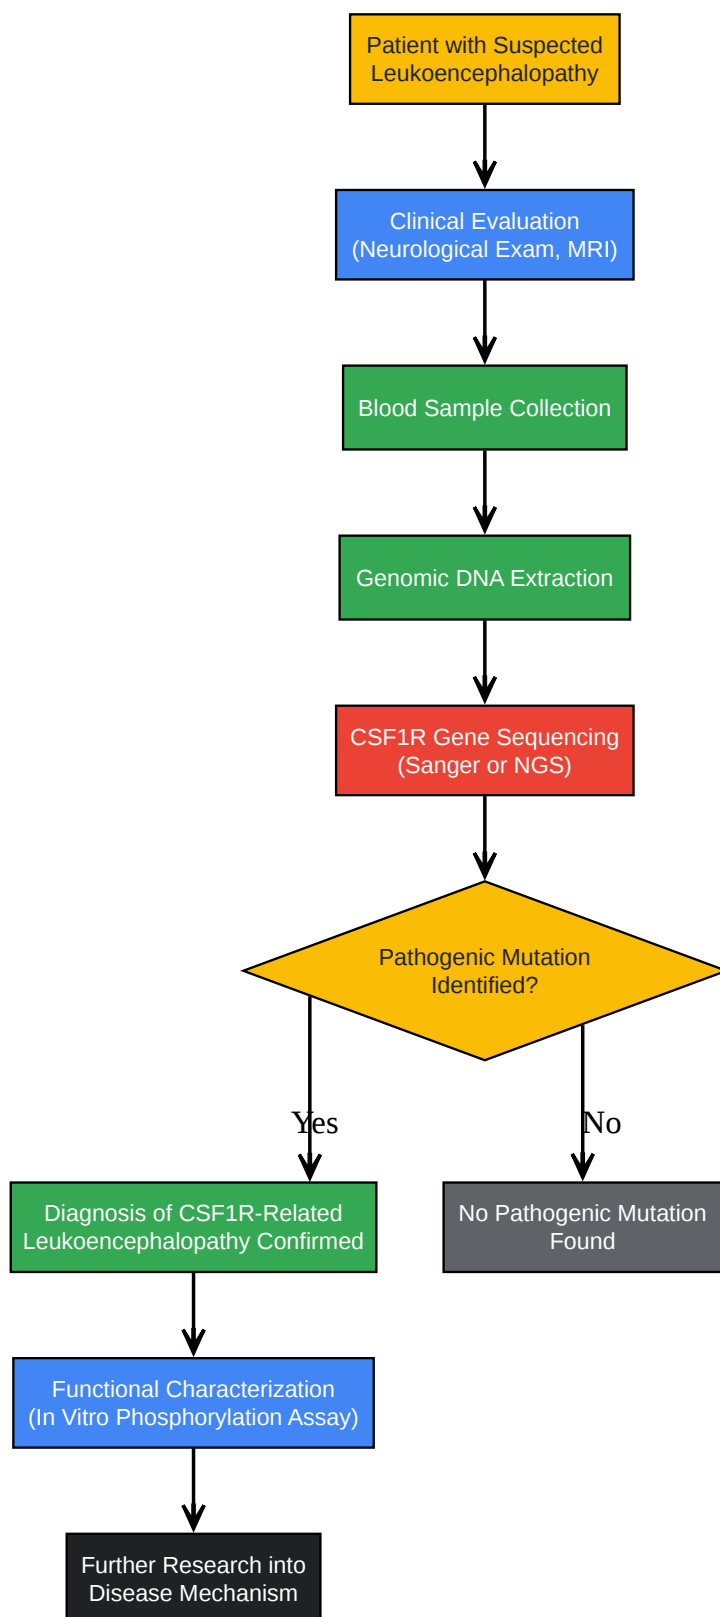 Patient with Suspected
Leukoencephalopathy
Clinical Evaluation
(Neurological Exam, MRI)
Blood Sample Collection
Genomic DNA Extraction
CSF1R Gene Sequencing
(Sanger or NGS)
Pathogenic Mutation
Identified?
Yes
No
Diagnosis of CSF1R-Related
Leukoencephalopathy Confirmed
No Pathogenic Mutation
Found
Functional Characterization
(In Vitro Phosphorylation Assay)
Further Research into
Disease Mechanism